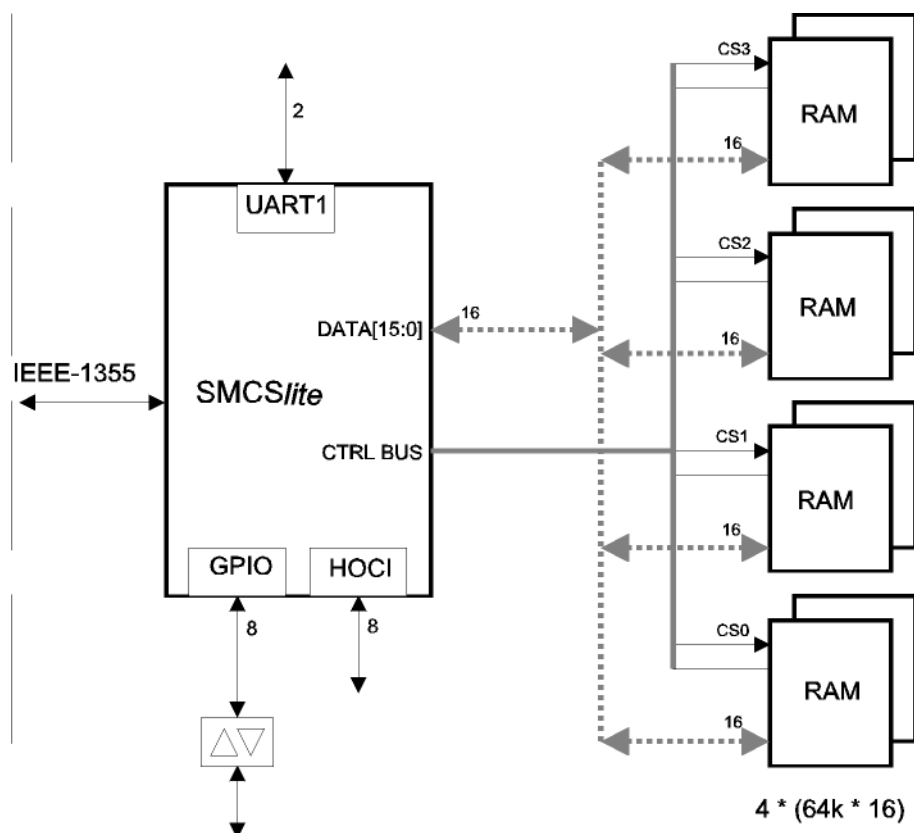 CS3
RAM
2
16
UART1
CS2
RAM
16
DATA[15:0]
16
IEEE-1355
SMCSlite
CS1
CTRL BUS
RAM
16
GPIO
HOCI
8
8
CS0
RAM
16
4 * (64k * 16)